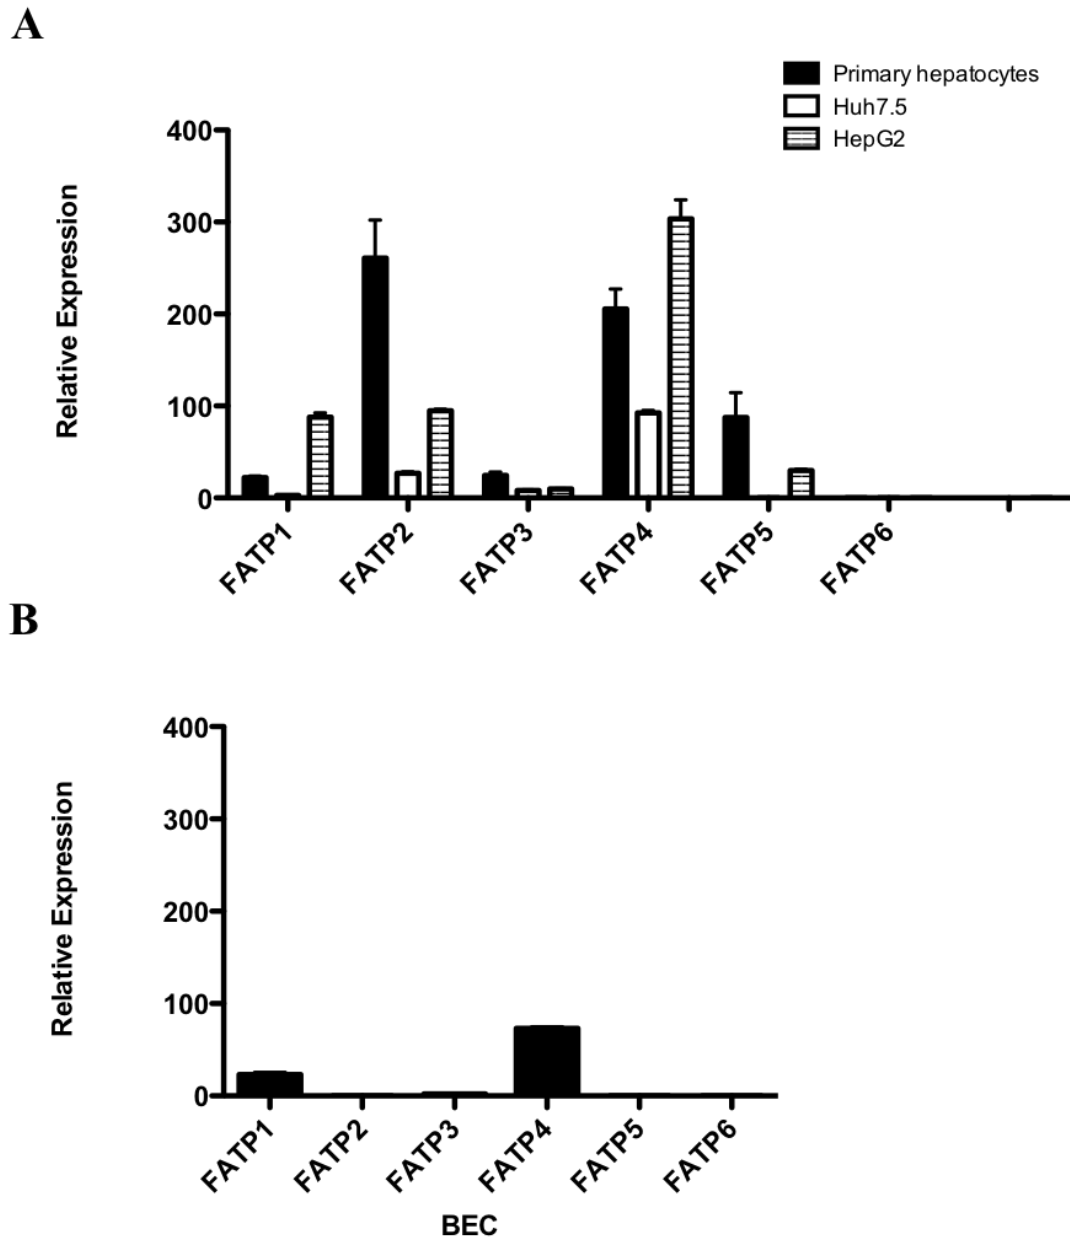 A
Primary hepatocytes
Huh7.5
HepG2
400
300
200
100
0
Relative Expression
FATP1
FATP2
FATP3
FATP4
FATP5
FATP6
B
400
300
200
100
0
Relative Expression
FATP1
FATP2
FATP3
FATP4
FATP5
FATP6
BEC